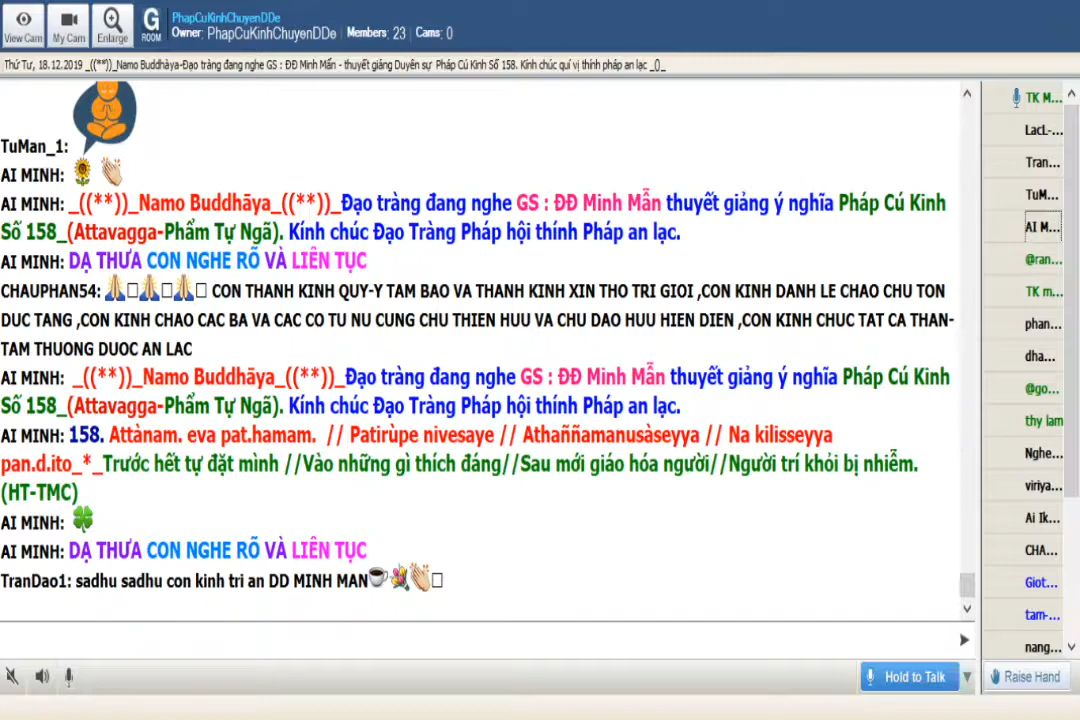 View Cam My Cam Enlarge G ROOM PhapCuKinhChuyenDDe
Owner: PhapCuKinhChuyenDDe Members: 23 Cams: 0
Thứ Tư, 18.12.2019 _((**))_Namo Buddhàya-Đạo tràng đang nghe GS : ĐĐ Minh Mẫn - thuyết giảng Duyên sự Pháp Cú Kinh Số 158. Kính chúc quí vị thính pháp an lạc _()_
TuMan_1:
AI MINH:
AI MINH: _((**))_Namo Buddhāya_((**))_Đạo tràng đang nghe GS : ĐĐ Minh Mẫn thuyết giảng ý nghĩa Pháp Cú Kinh
Số 158_(Attavagga-Phẩm Tự Ngã). Kính chúc Đạo Tràng Pháp hội thính Pháp an lạc.
AI MINH: DẠ THƯA CON NGHE RÕ VÀ LIÊN TỤC
CHAUPHAN54: CON THANH KINH QUY-Y TAM BAO VA THANH KINH XIN THO TRI GIOI ,CON KINH DANH LE CHAO CHU TON
DUC TANG ,CON KINH CHAO CAC BA VA CAC CO TU NU CUNG CHU THIEN HUU VA CHU DAO HUU HIEN DIEN ,CON KINH CHUC TAT CA THAN-
TAM THUONG DUOC AN LAC
AI MINH: _((**))_Namo Buddhāya_((**))_Đạo tràng đang nghe GS : ĐĐ Minh Mẫn thuyết giảng ý nghĩa Pháp Cú Kinh
Số 158_(Attavagga-Phẩm Tự Ngã). Kính chúc Đạo Tràng Pháp hội thính Pháp an lạc.
AI MINH: 158. Attànam. eva pat.hamam. // Patirùpe nivesaye // Athaññamanusàseyya // Na kilisseyya
pan.d.ito_*_Trước hết tự đặt mình //Vào những gì thích đáng//Sau mới giáo hóa người//Người trí khỏi bị nhiễm.
(HT-TMC)
AI MINH:
AI MINH: DẠ THƯA CON NGHE RÕ VÀ LIÊN TỤC
TranDao1: sadhu sadhu con kinh tri an DD MINH MAN
TK M...
LacL-...
Tran...
TuM...
AI M...
@ran...
TK m...
phan...
dha...
@go...
thy lam
Nghe...
viriya...
Ai Ik...
CHA...
Giot...
tam-...
nang...
Hold to Talk
Raise Hand